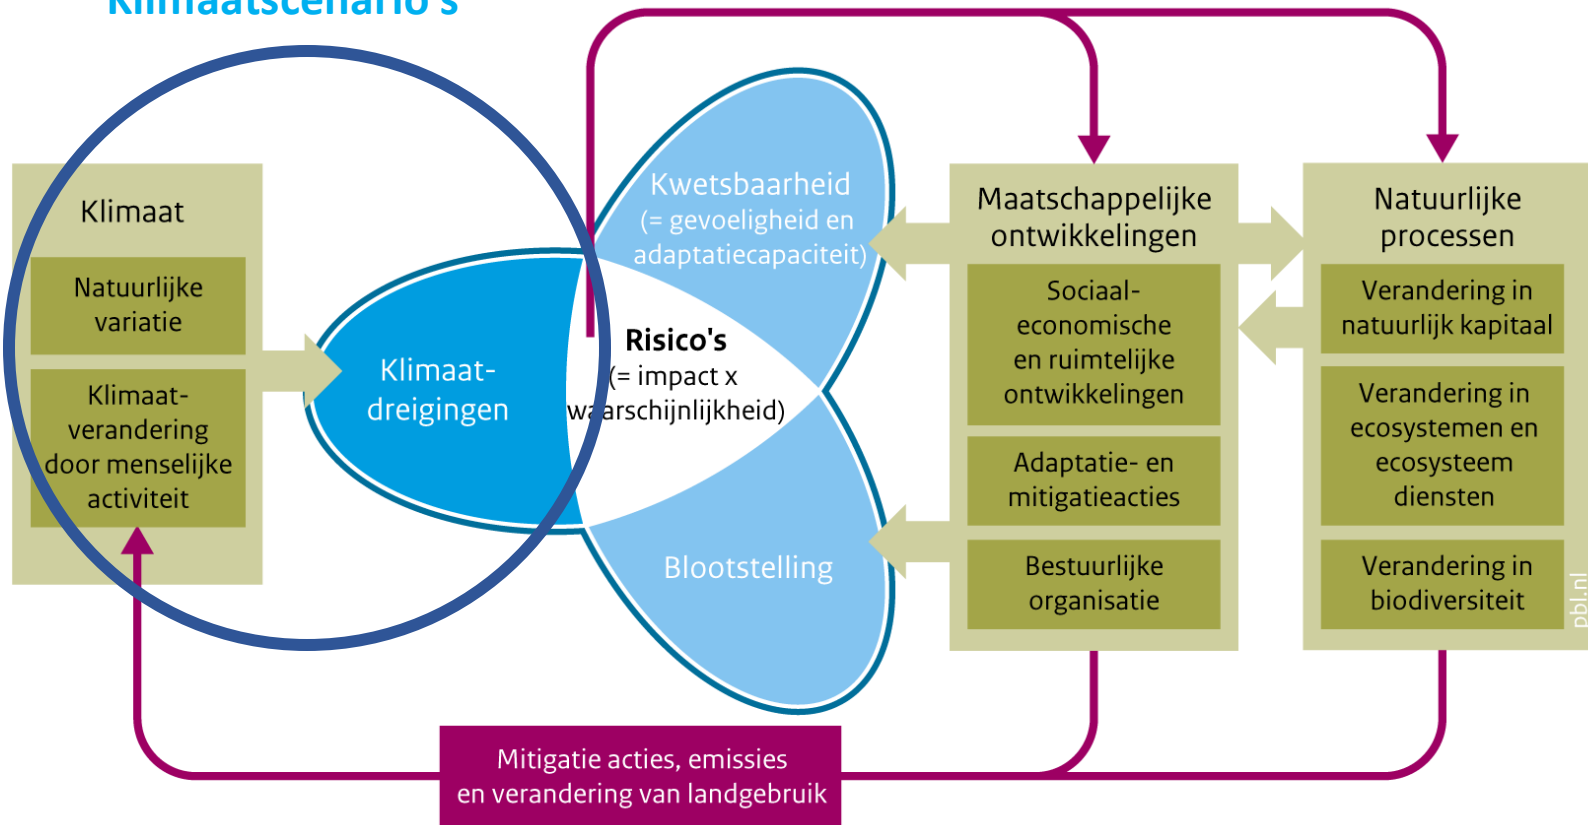 Klimaatscenario's
Klimaat
Natuurlijke
variatie
Klimaat-
verandering
door menselijke
activiteit
Klimaat-
dreigingen
Kwetsbaarheid
(= gevoeligheid en
adaptatiecapaciteit)
Risico's
(= impact x
waarschijnlijkheid)
Blootstelling
Maatschappelijke
ontwikkelingen
Sociaal-
economische
en ruimtelijke
ontwikkelingen
Adaptatie- en
mitigatieacties
Bestuurlijke
organisatie
Natuurlijke
processen
Verandering in
natuurlijk kapitaal
Verandering in
ecosystemen en
ecosysteem
diensten
Verandering in
biodiversiteit
pbl.nl
Mitigatie acties, emissies
en verandering van landgebruik